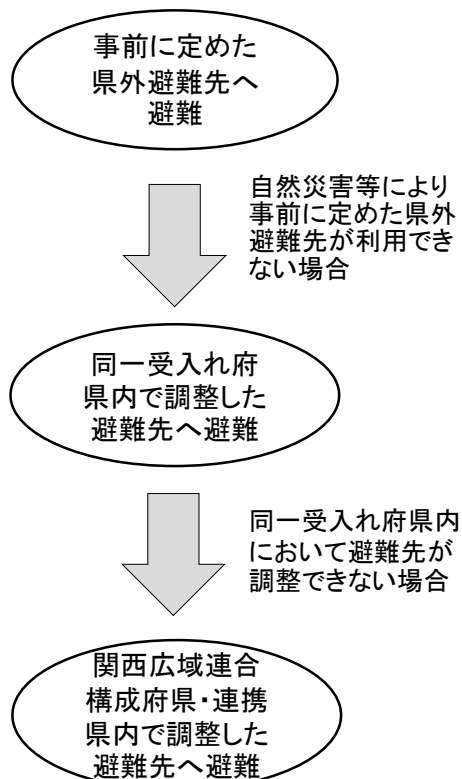 事前に定めた
県外避難先へ
避難
自然災害等により
事前に定めた県外
避難先が利用でき
ない場合
同一受入れ府
県内で調整した
避難先へ避難
同一受入れ府県内
において避難先が
調整できない場合
関西広域連合
構成府県・連携
県内で調整した
避難先へ避難